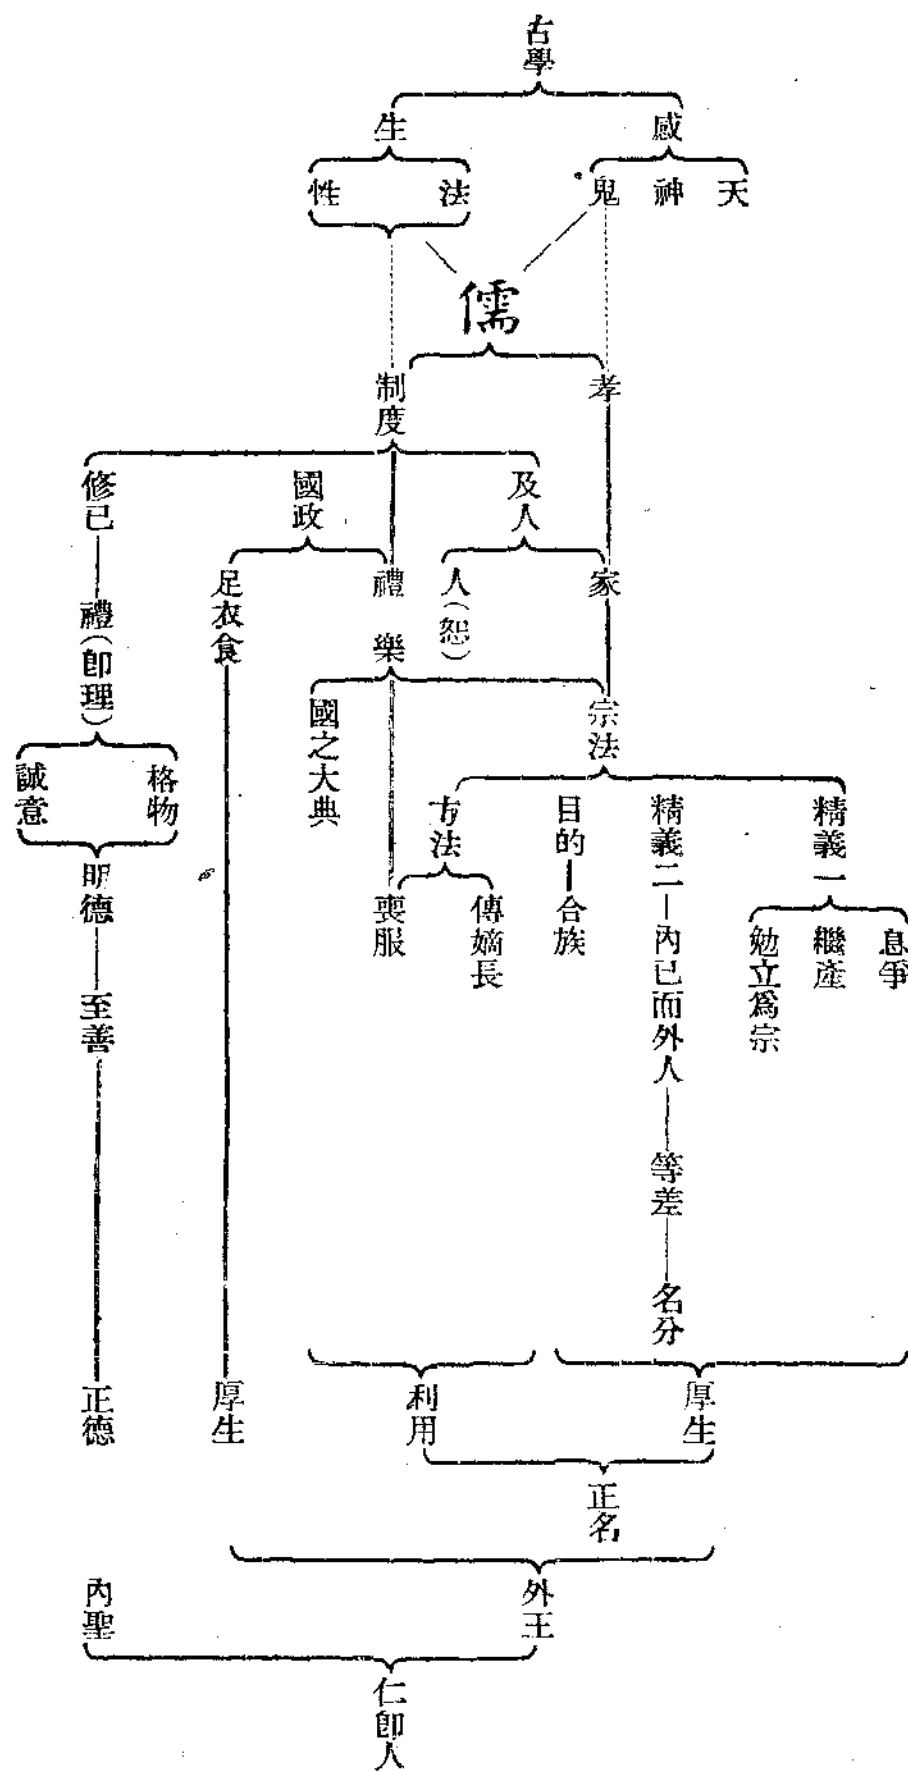 古學
感
生
天
神
鬼
法
性
儒
孝
制度
及人
國政
修己
家
人（恕）
禮
樂
足衣食
禮（卽理）
宗法
國之大典
格物
誠意
精義一
精義二—內已而外人——等差——名分
目的—合族
方法
息爭
繼產
勉立爲宗
傳嫡長
喪服
明德——至善
厚生
利用
厚生
正德
正名
外王
內聖
仁卽人